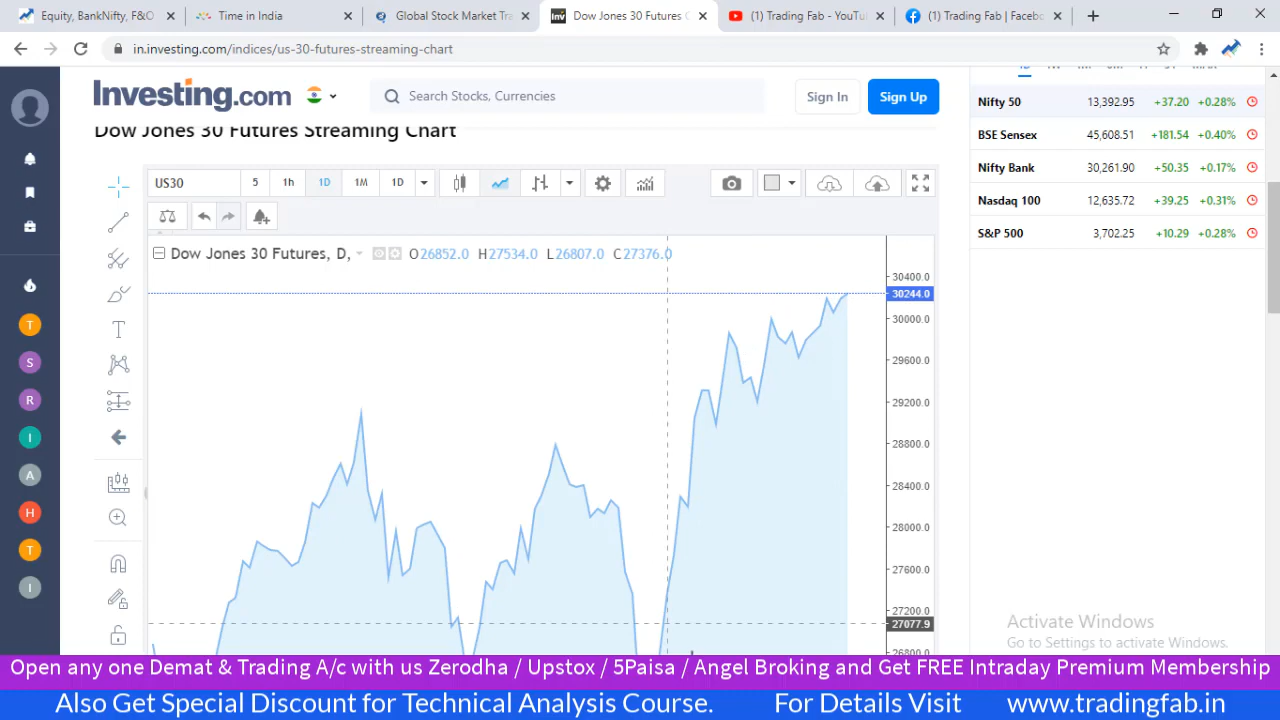 Equity, BankNifty, F&O
Time in India
Global Stock Market Tra
Dow Jones 30 Futures C
(1) Trading Fab - YouTu
(1) Trading Fab | Facebo
in.investing.com/indices/us-30-futures-streaming-chart
Investing.com
Search Stocks, Currencies
Sign In
Sign Up
Dow Jones 30 Futures Streaming Chart
US30 5 1h 1D 1M 1D
Dow Jones 30 Futures, D, O26852.0 H27534.0 L26807.0 C27376.0
30400.0
30244.0
30000.0
29600.0
29200.0
28800.0
28400.0
28000.0
27600.0
27200.0
27077.9
26800.0
Nifty 50 13,392.95 +37.20 +0.28%
BSE Sensex 45,608.51 +181.54 +0.40%
Nifty Bank 30,261.90 +50.35 +0.17%
Nasdaq 100 12,635.72 +39.25 +0.31%
S&P 500 3,702.25 +10.29 +0.28%
T
S
R
I
A
H
T
I
Activate Windows
Go to Settings to activate Windows.
Open any one Demat & Trading A/c with us Zerodha / Upstox / 5Paisa / Angel Broking and Get FREE Intraday Premium Membership
Also Get Special Discount for Technical Analysis Course. For Details Visit www.tradingfab.in